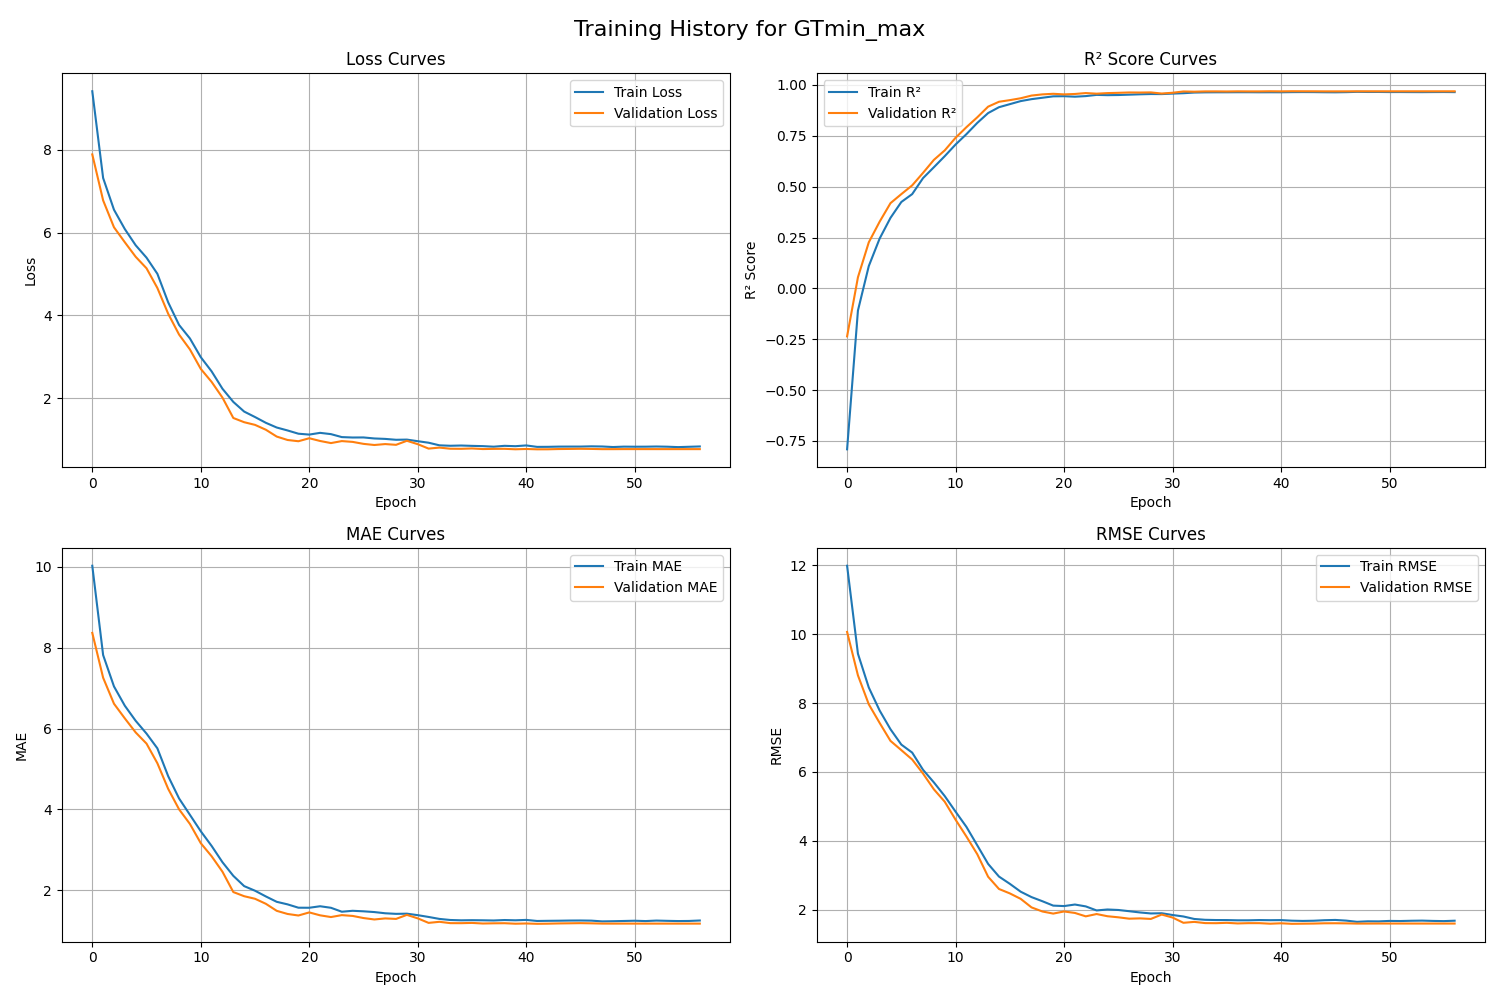 Training History for GTmin_max
Loss Curves
Train Loss
Validation Loss
8
6
4
2
Loss
0 10 20 30 40 50
Epoch
R² Score Curves
Train R²
Validation R²
1.00
0.75
0.50
0.25
0.00
−0.25
−0.50
−0.75
R² Score
0 10 20 30 40 50
Epoch
MAE Curves
Train MAE
Validation MAE
10
8
6
4
2
MAE
0 10 20 30 40 50
Epoch
RMSE Curves
Train RMSE
Validation RMSE
12
10
8
6
4
2
RMSE
0 10 20 30 40 50
Epoch